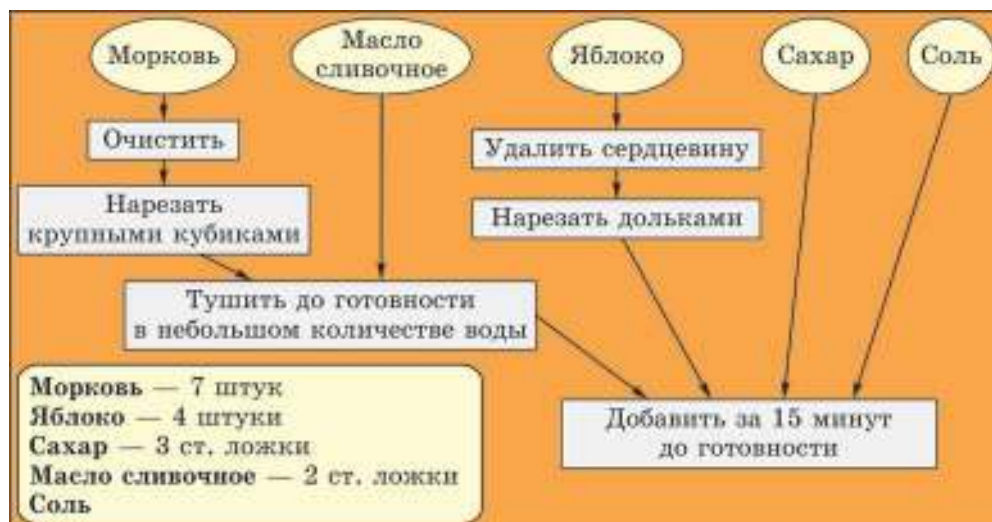 Морковь
Масло
сливочное
Яблоко
Сахар
Соль
Очистить
Удалить сердцевину
Нарезать
крупными кубиками
Нарезать дольками
Тушить до готовности
в небольшом количестве воды
Добавить за 15 минут
до готовности
Морковь — 7 штук
Яблоко — 4 штуки
Сахар — 3 ст. ложки
Масло сливочное — 2 ст. ложки
Соль